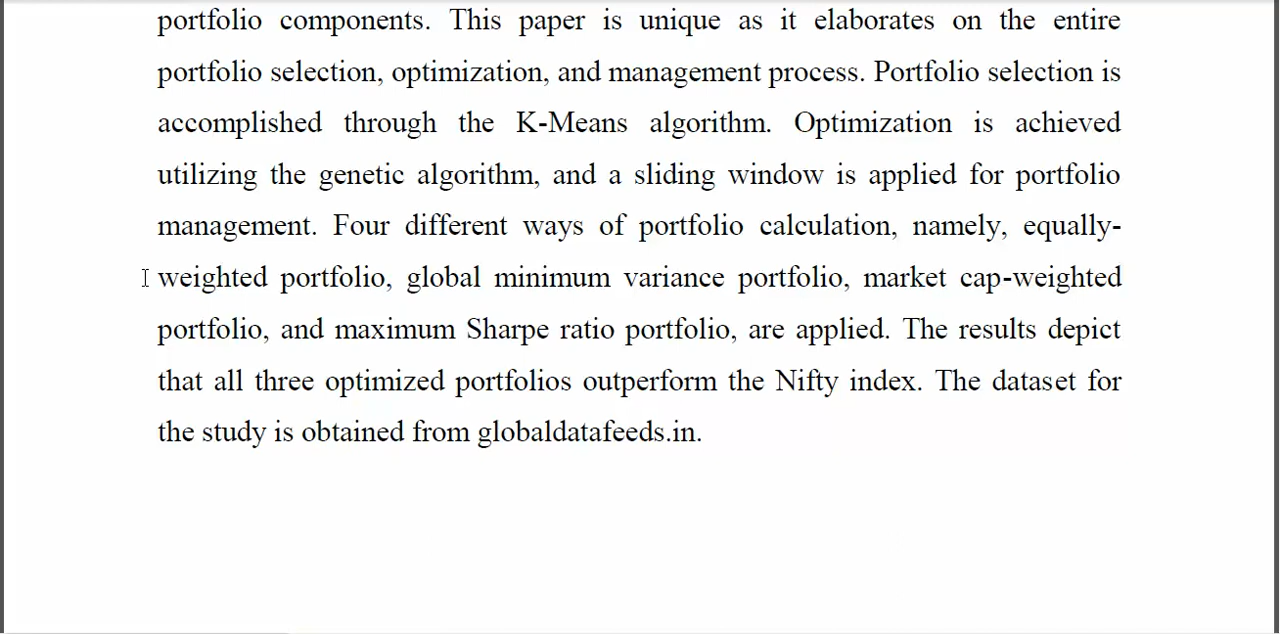 portfolio components. This paper is unique as it elaborates on the entire
portfolio selection, optimization, and management process. Portfolio selection is
accomplished through the K-Means algorithm. Optimization is achieved
utilizing the genetic algorithm, and a sliding window is applied for portfolio
management. Four different ways of portfolio calculation, namely, equally-
weighted portfolio, global minimum variance portfolio, market cap-weighted
portfolio, and maximum Sharpe ratio portfolio, are applied. The results depict
that all three optimized portfolios outperform the Nifty index. The dataset for
the study is obtained from globaldatafeeds.in.